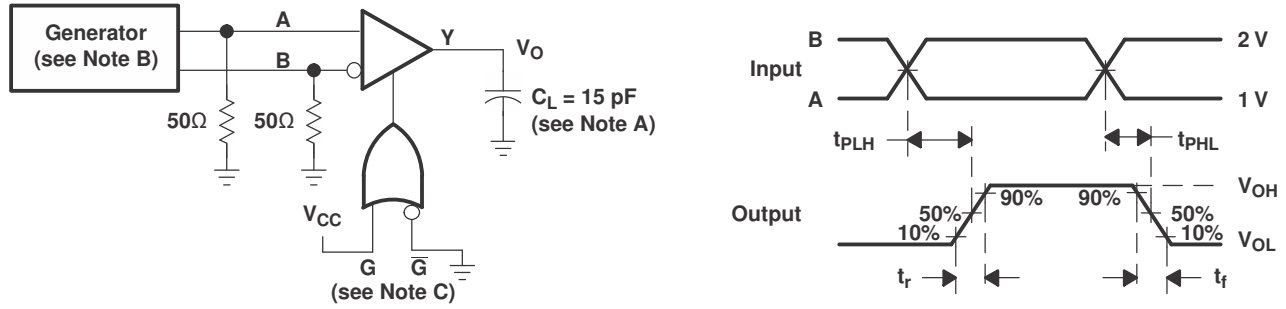 Generator
(see Note B)
A
B
Y
V_O
50Ω
50Ω
C_L = 15 pF
(see Note A)
V_CC
G
G̅
(see Note C)
B
Input
A
2 V
1 V
t_PLH
t_PHL
Output
V_OH
90%
90%
50%
50%
10%
10%
V_OL
t_r
t_f